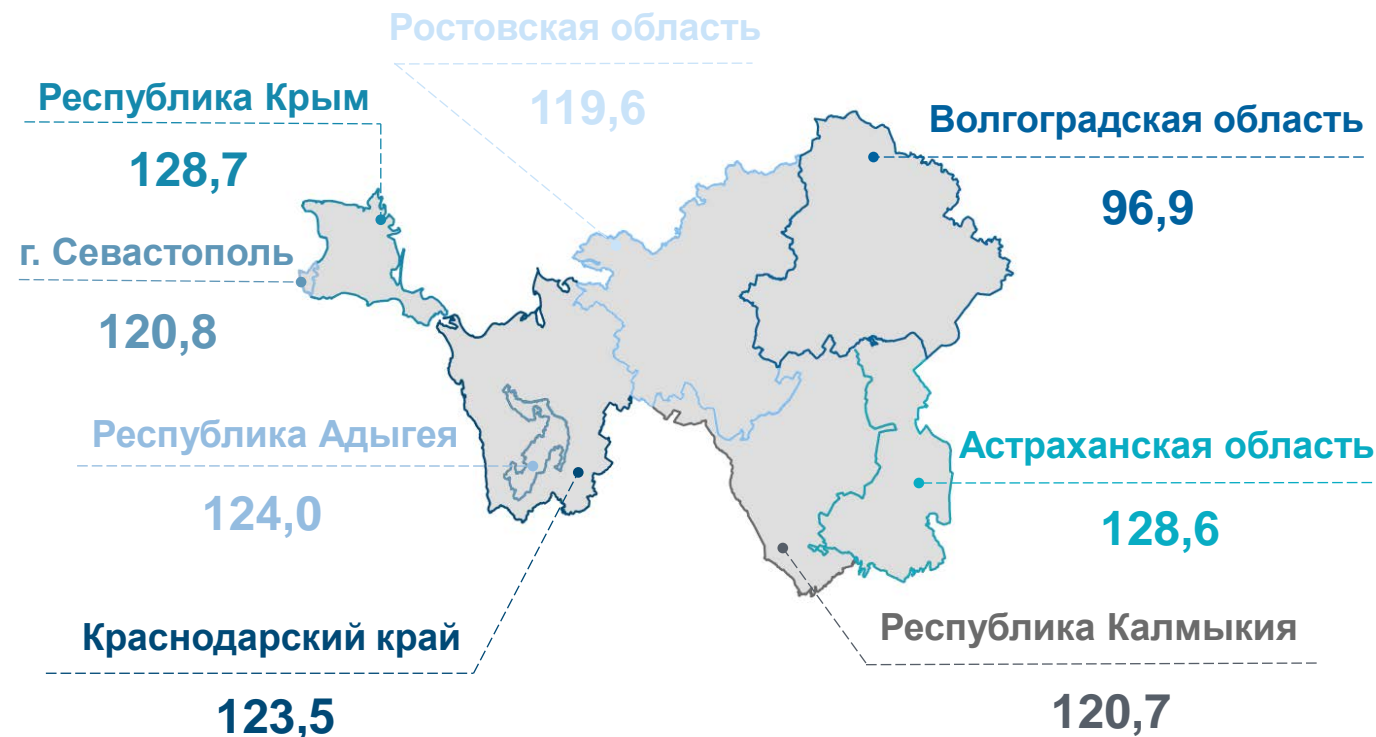 Ростовская область
119,6
Республика Крым
128,7
Волгоградская область
96,9
г. Севастополь
120,8
Республика Адыгея
124,0
Астраханская область
128,6
Краснодарский край
123,5
Республика Калмыкия
120,7